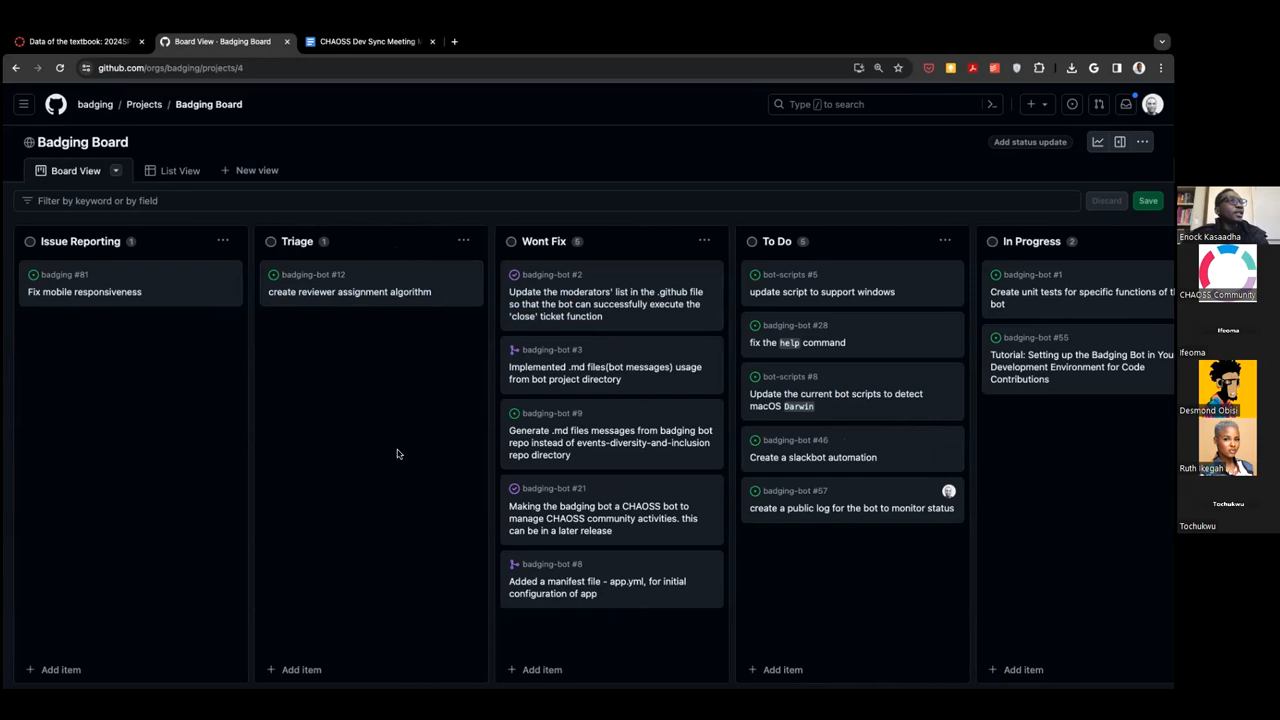 Data of the textbook: 2024SP
Board View · Badging Board
CHAOSS Dev Sync Meeting
github.com/orgs/badging/projects/4
badging / Projects / Badging Board
Type / to search
Badging Board
Add status update
Board View
List View
New view
Filter by keyword or by field
Discard
Save
Issue Reporting 1
badging #81
Fix mobile responsiveness
Add item
Triage 1
badging-bot #12
create reviewer assignment algorithm
Add item
Wont Fix 5
badging-bot #2
Update the moderators' list in the .github file
so that the bot can successfully execute the
'close' ticket function
badging-bot #3
Implemented .md files(bot messages) usage
from bot project directory
badging-bot #9
Generate .md files messages from badging bot
repo instead of events-diversity-and-inclusion
repo directory
badging-bot #21
Making the badging bot a CHAOSS bot to
manage CHAOSS community activities. this
can be in a later release
badging-bot #8
Added a manifest file - app.yml, for initial
configuration of app
Add item
To Do 5
bot-scripts #5
update script to support windows
badging-bot #28
fix the help command
bot-scripts #8
Update the current bot scripts to detect
macOS Darwin
badging-bot #46
Create a slackbot automation
badging-bot #57
create a public log for the bot to monitor status
Add item
In Progress 2
badging-bot #1
Create unit tests for specific functions of t
bot
badging-bot #55
Tutorial: Setting up the Badging Bot in You
Development Environment for Code
Contributions
Add item
Enock Kasaadha
CHAOSS Community
Ifeoma
Ifeoma
Desmond Obisi
Ruth Ikegah
Tochukwu
Tochukwu